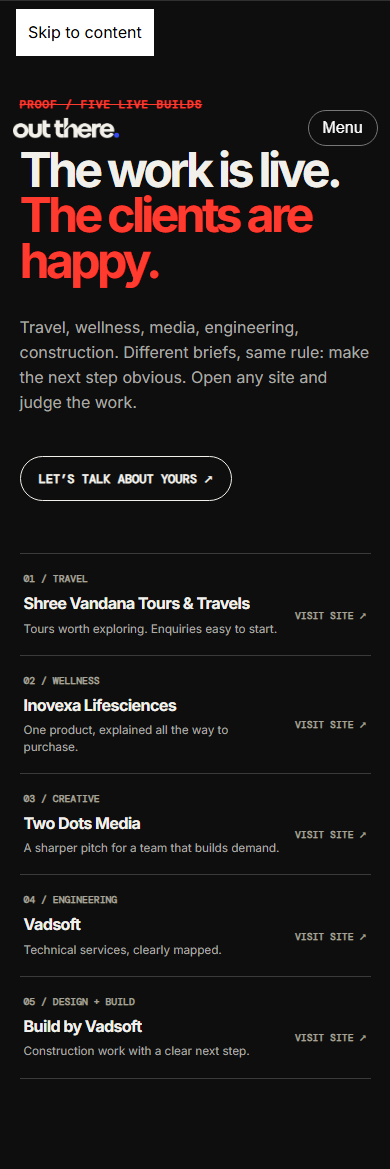 Skip to content
PROOF / FIVE LIVE BUILDS
out there.
Menu
The work is live.
The clients are
happy.
Travel, wellness, media, engineering,
construction. Different briefs, same rule: make
the next step obvious. Open any site and
judge the work.
LET’S TALK ABOUT YOURS ↗
01 / TRAVEL
Shree Vandana Tours & Travels
Tours worth exploring. Enquiries easy to start.
VISIT SITE ↗
02 / WELLNESS
Inovexa Lifesciences
One product, explained all the way to
purchase.
VISIT SITE ↗
03 / CREATIVE
Two Dots Media
A sharper pitch for a team that builds demand.
VISIT SITE ↗
04 / ENGINEERING
Vadsoft
Technical services, clearly mapped.
VISIT SITE ↗
05 / DESIGN + BUILD
Build by Vadsoft
Construction work with a clear next step.
VISIT SITE ↗